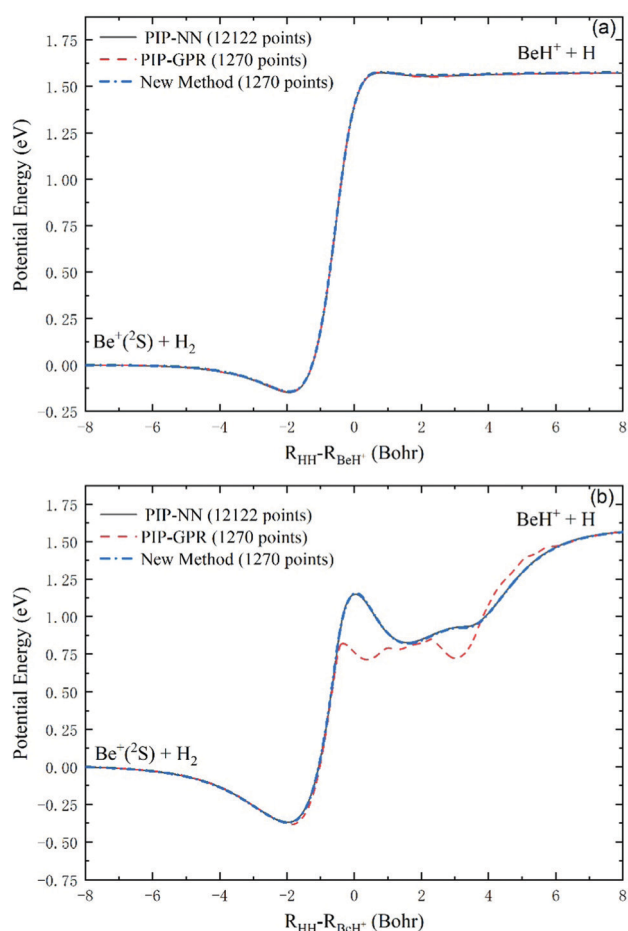 (a)
PIP-NN (12122 points)
PIP-GPR (1270 points)
New Method (1270 points)
BeH⁺ + H
Be⁺(²S) + H₂
Potential Energy (eV)
1.75
1.50
1.25
1.00
0.75
0.50
0.25
0.00
-0.25
-8 -6 -4 -2 0 2 4 6 8
R_HH-R_BeH⁺ (Bohr)
(b)
PIP-NN (12122 points)
PIP-GPR (1270 points)
New Method (1270 points)
BeH⁺ + H
Be⁺(²S) + H₂
Potential Energy (eV)
1.75
1.50
1.25
1.00
0.75
0.50
0.25
0.00
-0.25
-0.50
-0.75
-8 -6 -4 -2 0 2 4 6 8
R_HH-R_BeH⁺ (Bohr)